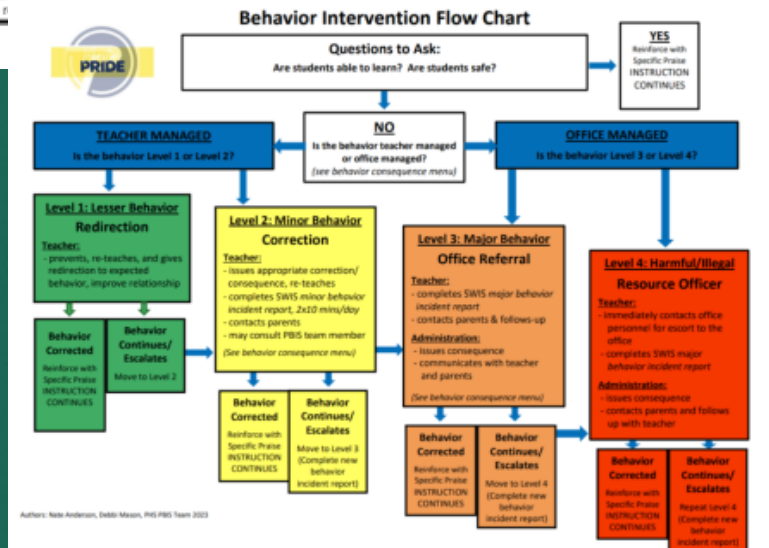 Behavior Intervention Flow Chart
PRIDE
Questions to Ask:
Are students able to learn? Are students safe?
YES
Reinforce with
Specific Praise
INSTRUCTION
CONTINUES
NO
Is the behavior teacher managed
or office managed?
(see behavior consequence menu)
TEACHER MANAGED
Is the behavior Level 1 or Level 2?
OFFICE MANAGED
Is the behavior Level 3 or Level 4?
Level 1: Lesser Behavior
Redirection
Teacher:
- prevents, re-teaches, and gives
redirection to expected
behavior, improve relationship
Behavior
Corrected
Reinforce with
Specific Praise
INSTRUCTION
CONTINUES
Behavior
Continues/
Escalates
Move to Level 2
Level 2: Minor Behavior
Correction
Teacher:
- issues appropriate correction/
consequence, re-teaches
- completes SWIS minor behavior
incident report, 2x10 mins/day
- contacts parents
- may consult PBIS team member
(See behavior consequence menu)
Behavior
Corrected
Reinforce with
Specific Praise
INSTRUCTION
CONTINUES
Behavior
Continues/
Escalates
Move to Level 3
(Complete new
behavior
incident report)
Level 3: Major Behavior
Office Referral
Teacher:
- completes SWIS major behavior
incident report
- contacts parents & follows-up
Administration:
- issues consequence
- communicates with teacher
and parents
(See behavior consequence menu)
Behavior
Corrected
Reinforce with
Specific Praise
INSTRUCTION
CONTINUES
Behavior
Continues/
Escalates
Move to Level 4
(Complete new
behavior
incident report)
Level 4: Harmful/Illegal
Resource Officer
Teacher:
- immediately contacts office
personnel for escort to the
office
- completes SWIS major
behavior incident report
Administration:
- issues consequence
- contacts parents and follows
up with teacher
Behavior
Corrected
Reinforce with
Specific Praise
INSTRUCTION
CONTINUES
Behavior
Continues/
Escalates
Repeat Level 4
(Complete new
behavior
incident report)
Authors: Nate Anderson, Debbi Mason, PHS PBIS Team 2023